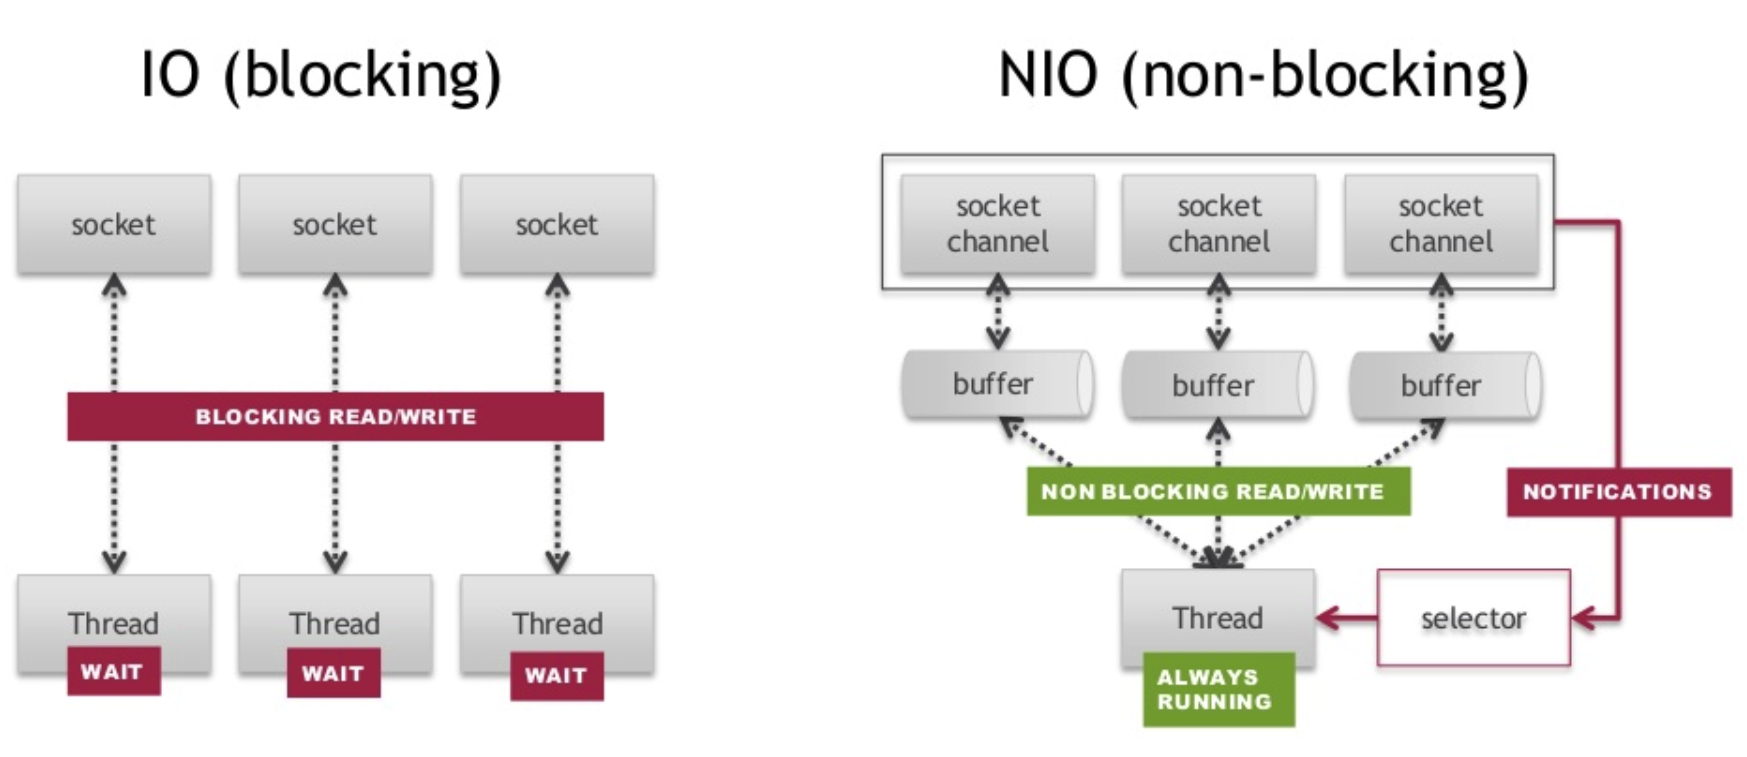 IO (blocking)
socket
socket
socket
BLOCKING READ/WRITE
Thread
WAIT
Thread
WAIT
Thread
WAIT
NIO (non-blocking)
socket
channel
socket
channel
socket
channel
buffer
buffer
buffer
NON BLOCKING READ/WRITE
NOTIFICATIONS
Thread
ALWAYS
RUNNING
selector